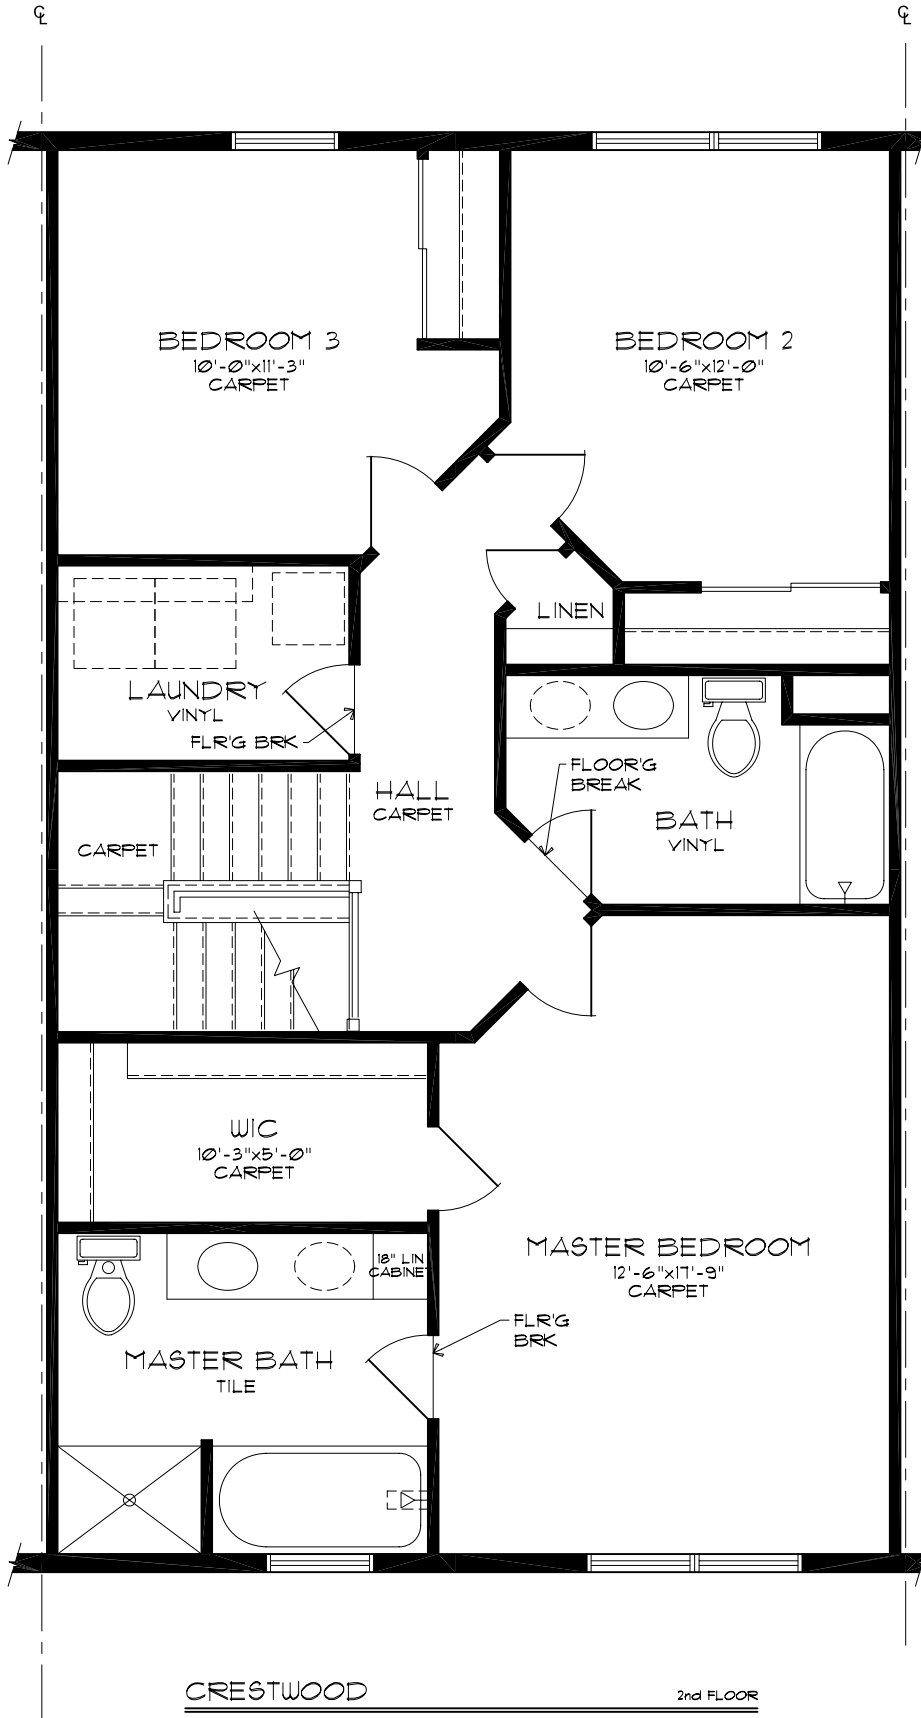 ℄ ℄
BEDROOM 3
10'-0"x11'-3"
CARPET
BEDROOM 2
10'-6"x12'-0"
CARPET
LINEN
LAUNDRY
VINYL
FLR'G BRK
HALL
CARPET
FLOOR'G
BREAK
BATH
VINYL
CARPET
WIC
10'-3"x5'-0"
CARPET
MASTER BEDROOM
12'-6"x17'-9"
CARPET
18" LIN
CABINET
FLR'G
BRK
MASTER BATH
TILE
CRESTWOOD
2nd FLOOR